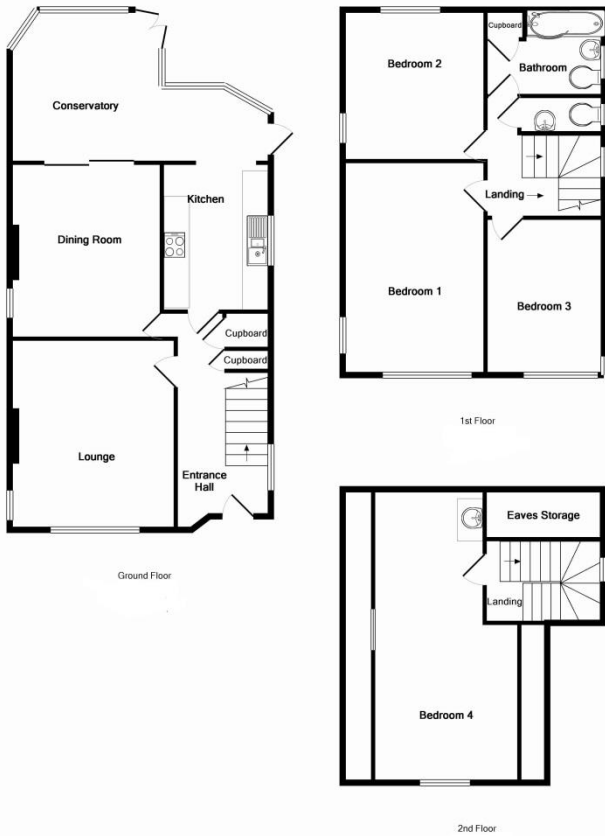 Conservatory
Kitchen
Dining Room
Cupboard
Cupboard
Lounge
Entrance
Hall
Ground Floor
Cupboard
Bedroom 2
Bathroom
Landing
Bedroom 1
Bedroom 3
1st Floor
Eaves Storage
Landing
Bedroom 4
2nd Floor